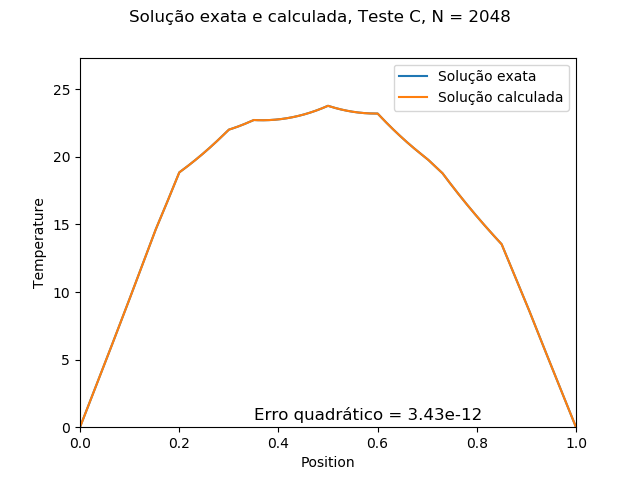 Solução exata e calculada, Teste C, N = 2048
Solução exata
Solução calculada
25
20
15
10
5
0
Temperature
Erro quadrático = 3.43e-12
0.0 0.2 0.4 0.6 0.8 1.0
Position